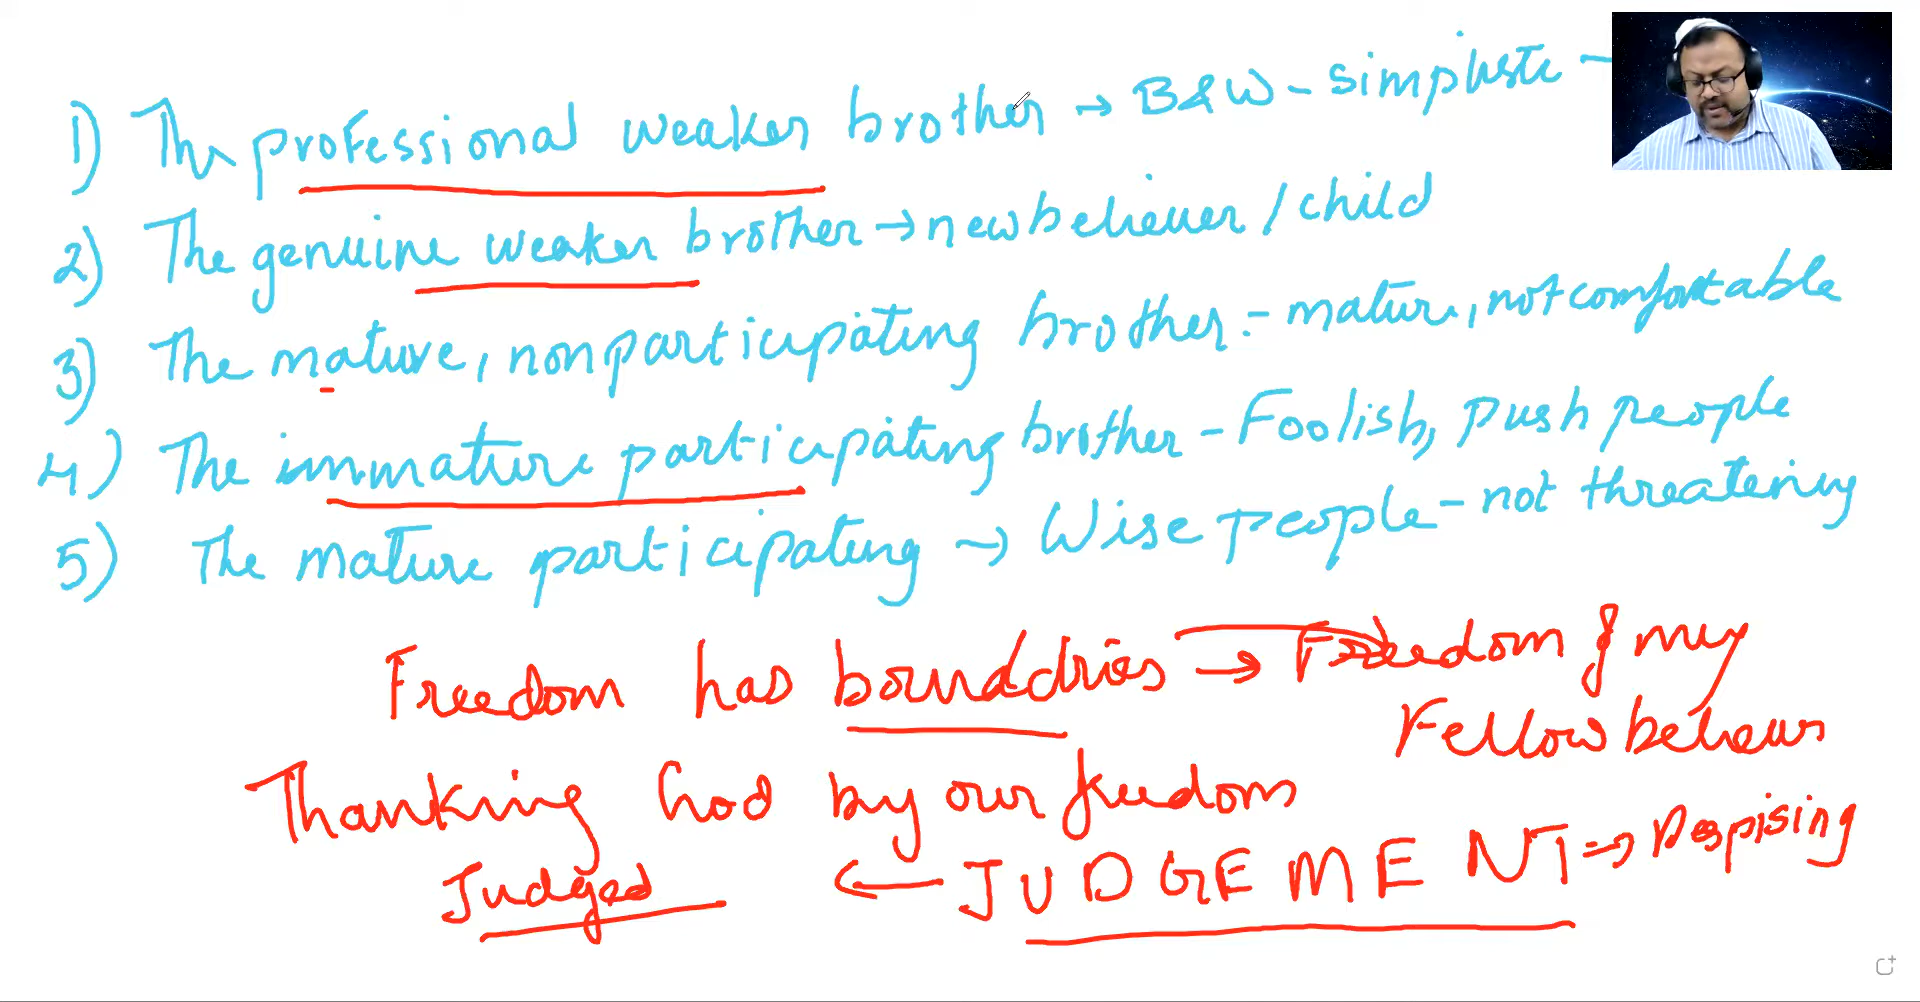 1) The professional weaker brother → B&W - simpliste -
2) The genuine weaker brother → new believer / child
3) The mature, nonparticipating brother :- mature, not comfortable
4) The immature participating brother - Foolish, push people
5) The mature participating → Wise people - not threatening
Freedom has boundries → Freedom & my
Fellow believers
Thanking God by our freedom
Judged ← JUDGEMENT => Despising